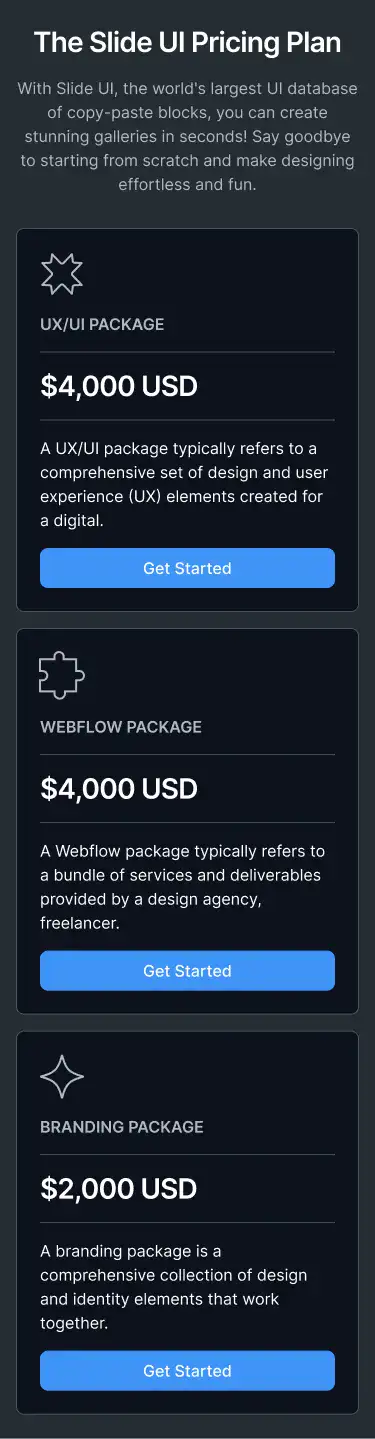 The Slide UI Pricing Plan
With Slide UI, the world's largest UI database
of copy-paste blocks, you can create
stunning galleries in seconds! Say goodbye
to starting from scratch and make designing
effortless and fun.
UX/UI PACKAGE
$4,000 USD
A UX/UI package typically refers to a
comprehensive set of design and user
experience (UX) elements created for
a digital.
Get Started
WEBFLOW PACKAGE
$4,000 USD
A Webflow package typically refers to
a bundle of services and deliverables
provided by a design agency,
freelancer.
Get Started
BRANDING PACKAGE
$2,000 USD
A branding package is a
comprehensive collection of design
and identity elements that work
together.
Get Started